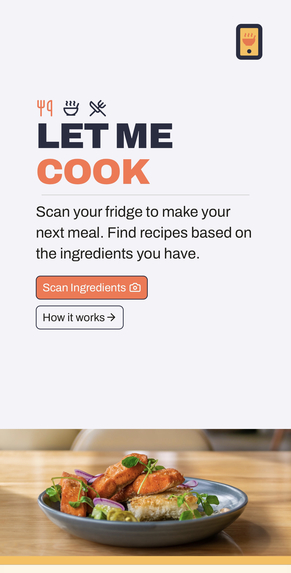 LET ME
COOK
Scan your fridge to make your
next meal. Find recipes based on
the ingredients you have.
Scan Ingredients
How it works→